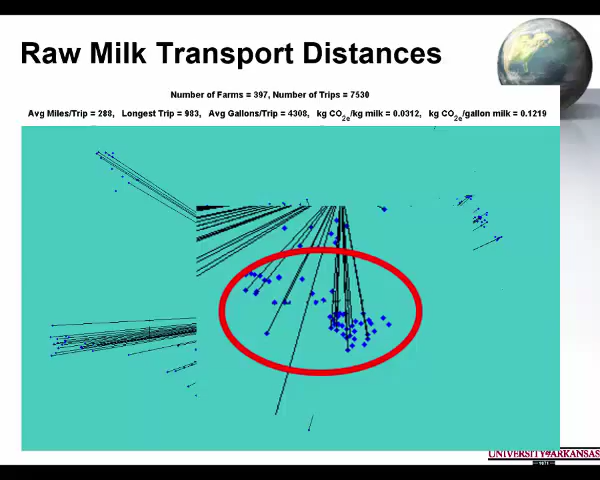 Raw Milk Transport Distances
Number of Farms = 397, Number of Trips = 7530
Avg Miles/Trip = 288, Longest Trip = 983, Avg Gallons/Trip = 4308, kg CO2e/kg milk = 0.0312, kg CO2e/gallon milk = 0.1219
UNIVERSITY OF ARKANSAS